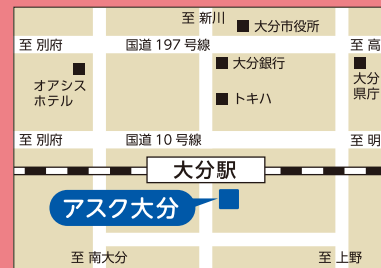 至 新川
大分市役所
至 別府
国道 197 号線
至 高
大分銀行
オアシス
ホテル
トキハ
大分
県庁
至 別府
国道 10 号線
至 明
大分駅
アスク大分
至 南大分
至 上野